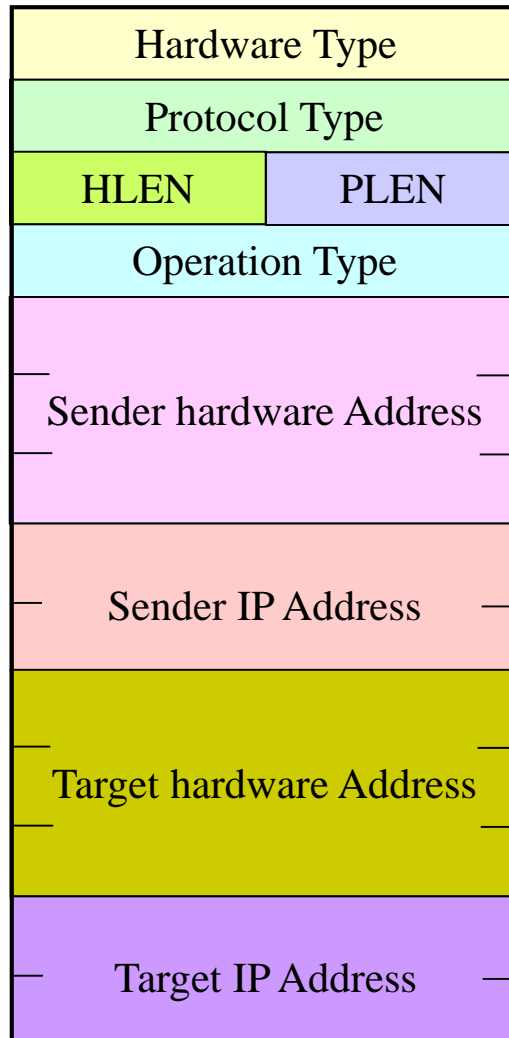 Hardware Type
Protocol Type
HLEN PLEN
Operation Type
Sender hardware Address
Sender IP Address
Target hardware Address
Target IP Address